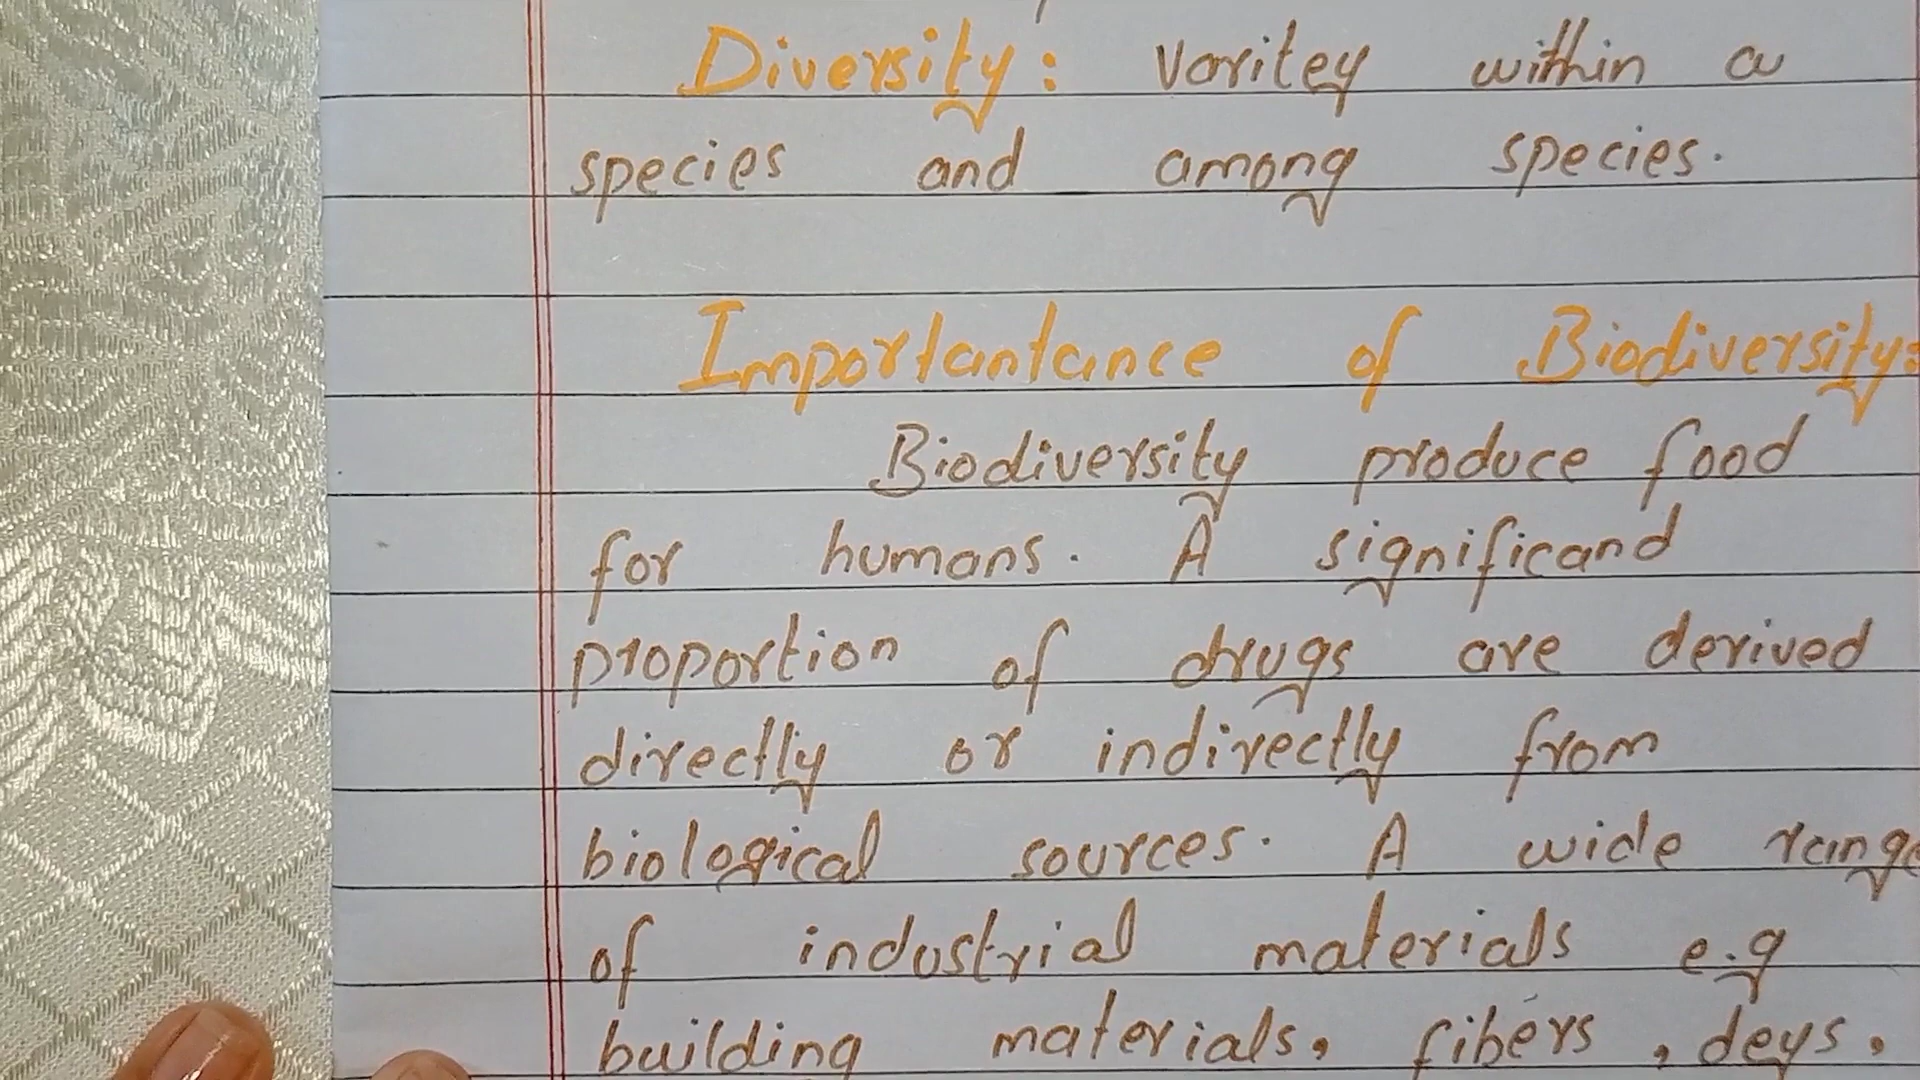 Diversity: varitey within a
species and among species.
Importantance of Biodiversity:
Biodiversity produce food
for humans. A significand
proportion of drugs are derived
directly or indirectly from
biological sources. A wide range
of industrial materials e.g
building materials, fibers, deys,